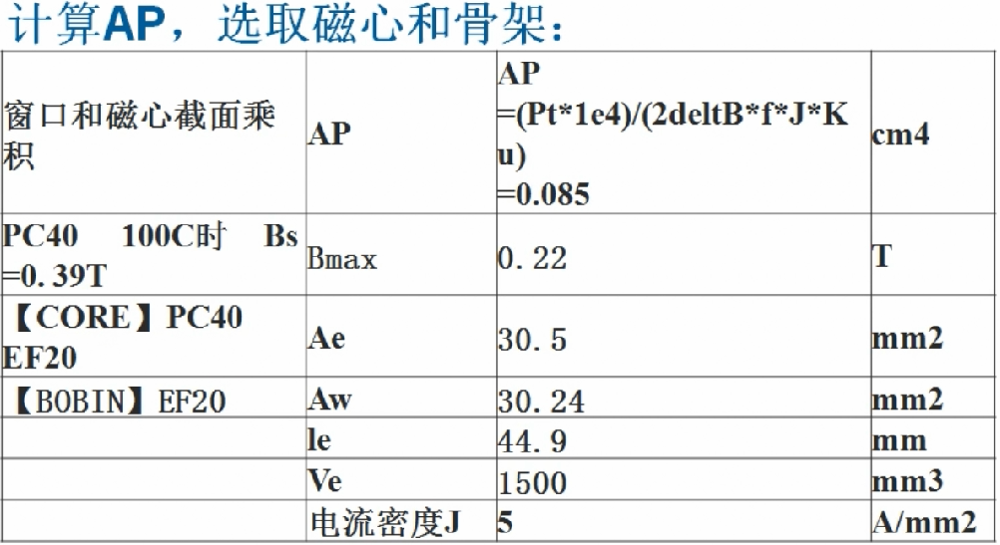 计算AP，选取磁心和骨架：
窗口和磁心截面乘
积
AP
AP
=(Pt*1e4)/(2deltB*f*J*K
u)
=0.085
cm4
PC40 100C时 Bs
=0.39T
Bmax
0.22
T
【CORE】PC40
EF20
Ae
30.5
mm2
【BOBIN】EF20
Aw
30.24
mm2
le
44.9
mm
Ve
1500
mm3
电流密度J
5
A/mm2